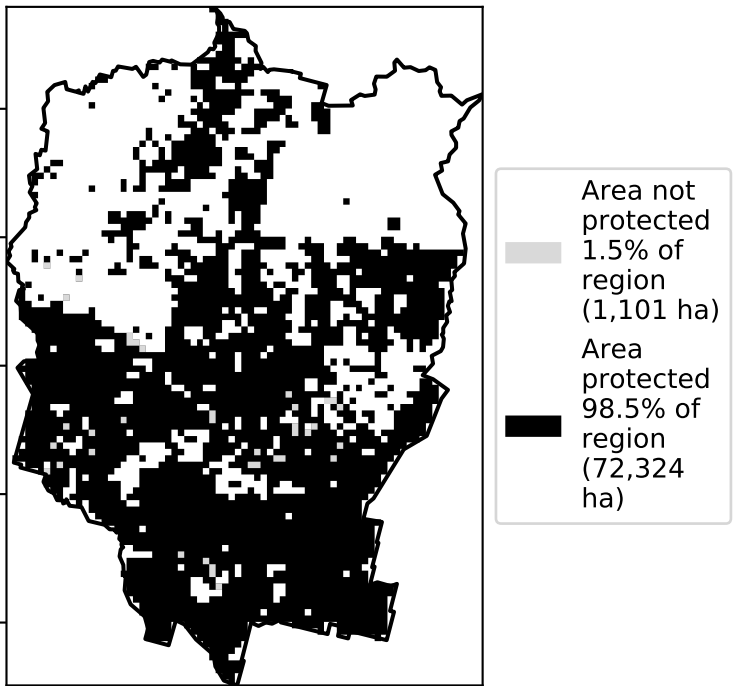 Area not
protected
1.5% of
region
(1,101 ha)
Area
protected
98.5% of
region
(72,324
ha)